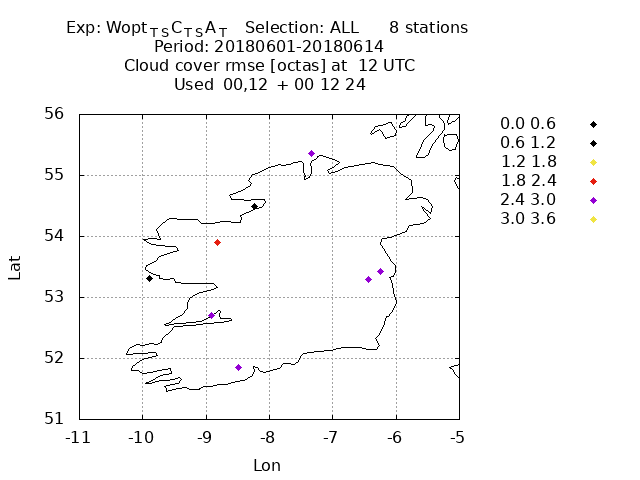 Exp: Wopt_TS C_TS A_T Selection: ALL 8 stations
Period: 20180601-20180614
Cloud cover rmse [octas] at 12 UTC
Used 00,12 + 00 12 24
56
55
54
53
52
51
-11 -10 -9 -8 -7 -6 -5
Lat
Lon
0.0 0.6
0.6 1.2
1.2 1.8
1.8 2.4
2.4 3.0
3.0 3.6